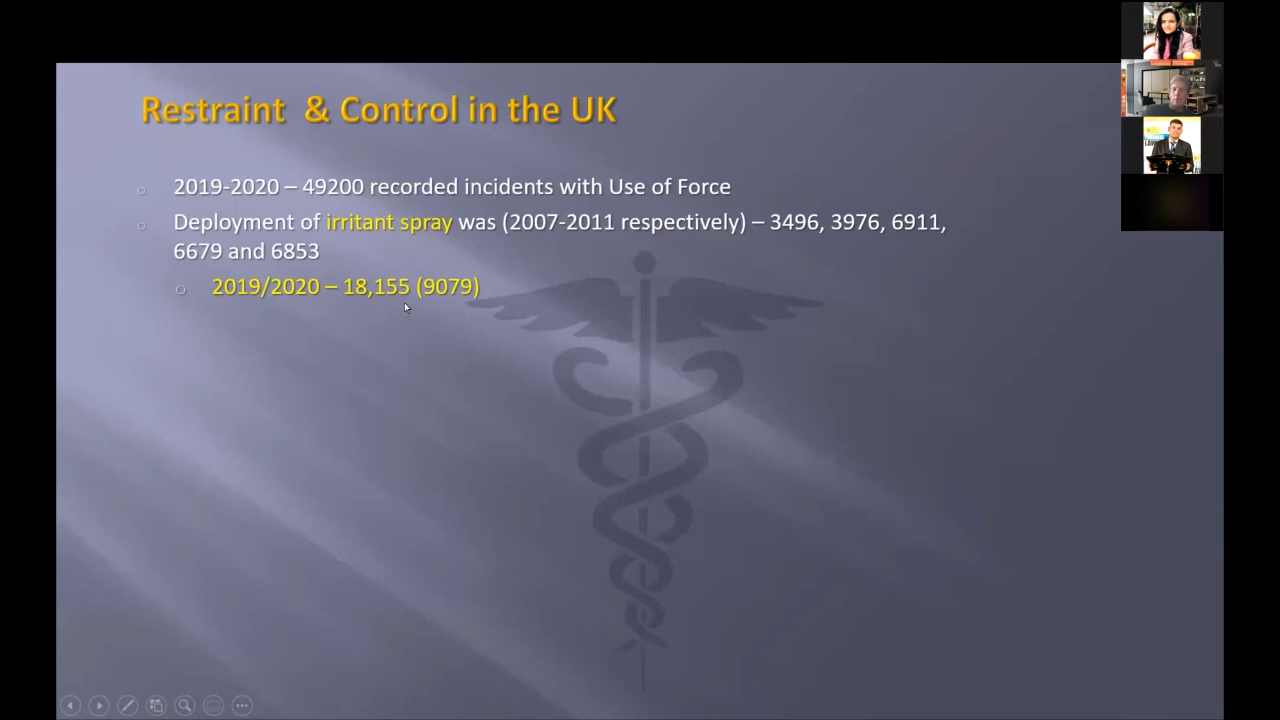 Restraint & Control in the UK
2019-2020 – 49200 recorded incidents with Use of Force
Deployment of irritant spray was (2007-2011 respectively) – 3496, 3976, 6911,
6679 and 6853
2019/2020 – 18,155 (9079)